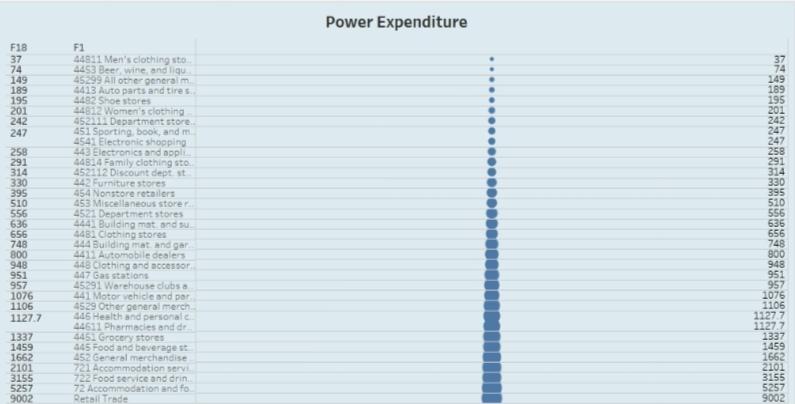 Power Expenditure
F18 F1
37 44811 Men's clothing sto.. 37
74 4453 Beer, wine, and liqu.. 74
149 45299 All other general m.. 149
189 4413 Auto parts and tire s.. 189
195 4482 Shoe stores 195
201 44812 Women's clothing .. 201
242 452111 Department store.. 242
247 451 Sporting, book, and m.. 247
4541 Electronic shopping 247
258 443 Electronics and appli.. 258
291 44814 Family clothing sto.. 291
314 452112 Discount dept. st.. 314
330 442 Furniture stores 330
395 454 Nonstore retailers 395
510 453 Miscellaneous store r.. 510
556 4521 Department stores 556
636 4441 Building mat. and su.. 636
656 4481 Clothing stores 656
748 444 Building mat. and gar.. 748
800 4411 Automobile dealers 800
948 448 Clothing and accessor.. 948
951 447 Gas stations 951
957 45291 Warehouse clubs a.. 957
1076 441 Motor vehicle and par.. 1076
1106 4529 Other general merch.. 1106
1127.7 446 Health and personal c.. 1127.7
44611 Pharmacies and dr.. 1127.7
1337 4451 Grocery stores 1337
1459 445 Food and beverage st.. 1459
1662 452 General merchandise .. 1662
2101 721 Accommodation servi.. 2101
3155 722 Food service and drin.. 3155
5257 72 Accommodation and fo.. 5257
9002 Retail Trade 9002